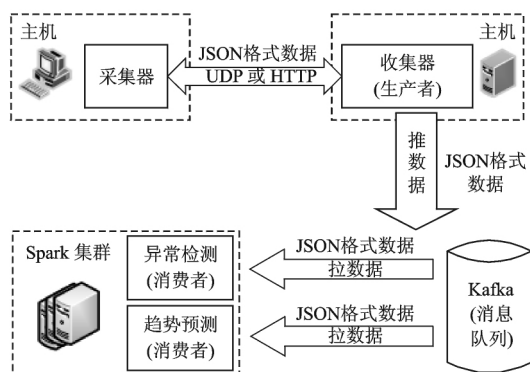 主机
采集器
JSON格式数据
UDP 或 HTTP
主机
收集器
(生产者)
推
数
据
JSON格式
数据
Spark 集群
异常检测
(消费者)
趋势预测
(消费者)
JSON格式数据
拉数据
JSON格式数据
拉数据
Kafka
(消息
队列)